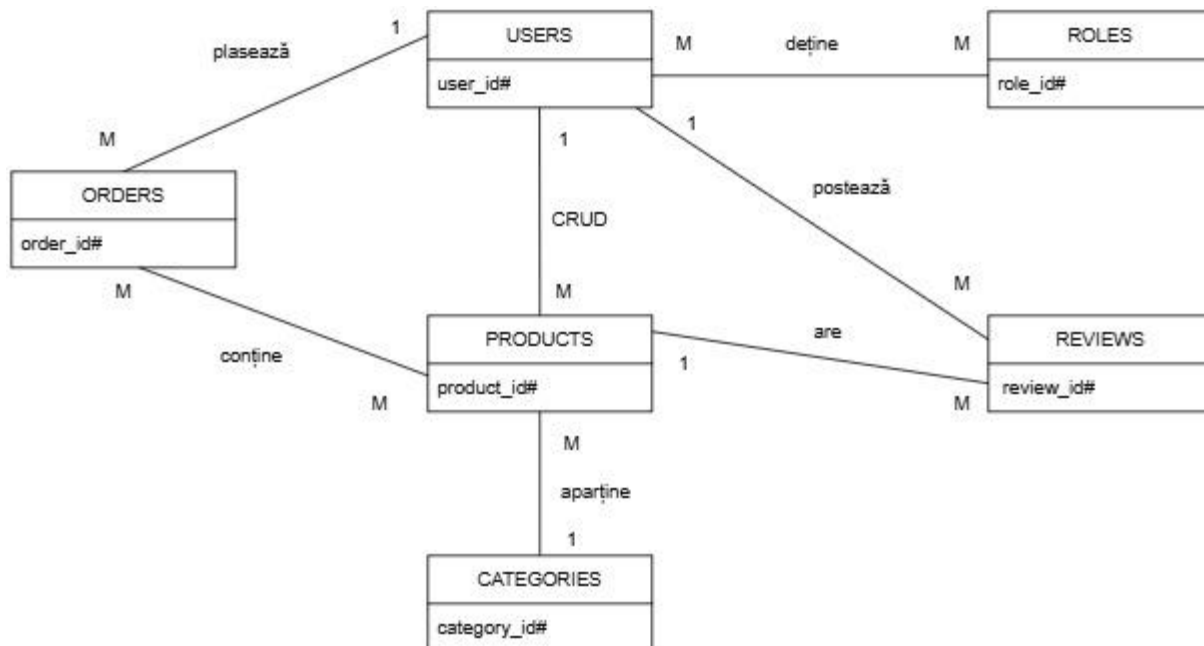 USERS
user_id#
ROLES
role_id#
1
plasează
M
M
deține
M
ORDERS
order_id#
1
CRUD
M
1
postează
M
M
conține
M
PRODUCTS
product_id#
1
are
M
REVIEWS
review_id#
M
aparține
1
CATEGORIES
category_id#